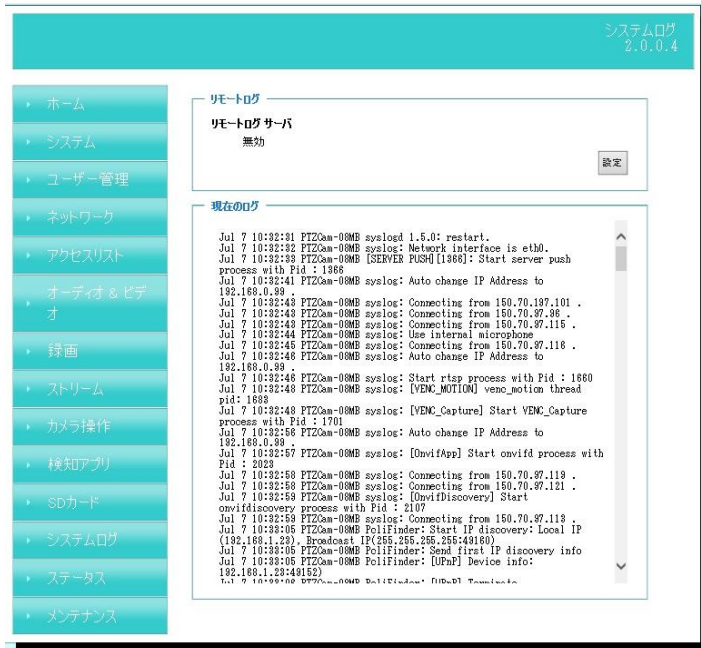 システムログ
2.0.0.4
ホーム
システム
ユーザー管理
ネットワーク
アクセスリスト
オーディオ & ビデ
オ
録画
ストリーム
カメラ操作
検知アプリ
SDカード
システムログ
ステータス
メンテナンス
リモートログ
リモートログ サーバ
無効
設定
現在のログ
Jul 7 10:32:31 PTZCam-08MB syslogd 1.5.0: restart.
Jul 7 10:32:32 PTZCam-08MB syslog: Network interface is eth0.
Jul 7 10:32:33 PTZCam-08MB [SERVER PUSH][1366]: Start server push
process with Pid : 1366
Jul 7 10:32:41 PTZCam-08MB syslog: Auto change IP Address to
192.168.0.99 .
Jul 7 10:32:43 PTZCam-08MB syslog: Connecting from 150.70.197.101 .
Jul 7 10:32:43 PTZCam-08MB syslog: Connecting from 150.70.97.96 .
Jul 7 10:32:43 PTZCam-08MB syslog: Connecting from 150.70.97.115 .
Jul 7 10:32:44 PTZCam-08MB syslog: Use internal microphone
Jul 7 10:32:45 PTZCam-08MB syslog: Connecting from 150.70.97.116 .
Jul 7 10:32:46 PTZCam-08MB syslog: Auto change IP Address to
192.168.0.99 .
Jul 7 10:32:46 PTZCam-08MB syslog: Start rtsp process with Pid : 1660
Jul 7 10:32:48 PTZCam-08MB syslog: [VENC_MOTION] venc_motion thread
pid: 1683
Jul 7 10:32:48 PTZCam-08MB syslog: [VENC_Capture] Start VENC_Capture
process with Pid : 1701
Jul 7 10:32:56 PTZCam-08MB syslog: Auto change IP Address to
192.168.0.99 .
Jul 7 10:32:57 PTZCam-08MB syslog: [OnvifApp] Start onvifd process with
Pid : 2023
Jul 7 10:32:58 PTZCam-08MB syslog: Connecting from 150.70.97.119 .
Jul 7 10:32:58 PTZCam-08MB syslog: Connecting from 150.70.97.121 .
Jul 7 10:32:59 PTZCam-08MB syslog: [OnvifDiscovery] Start
onvifdiscovery process with Pid : 2107
Jul 7 10:32:59 PTZCam-08MB syslog: Connecting from 150.70.97.113 .
Jul 7 10:33:05 PTZCam-08MB PoliFinder: Start IP discovery: Local IP
(192.168.1.23), Broadcast IP(255.255.255.255:49160)
Jul 7 10:33:05 PTZCam-08MB PoliFinder: Send first IP discovery info
Jul 7 10:33:05 PTZCam-08MB PoliFinder: [UPnP] Device info:
192.168.1.23:49152)
Jul 7 10:33:06 PTZCam-08MB PoliFinder: [UPnP] Terminate